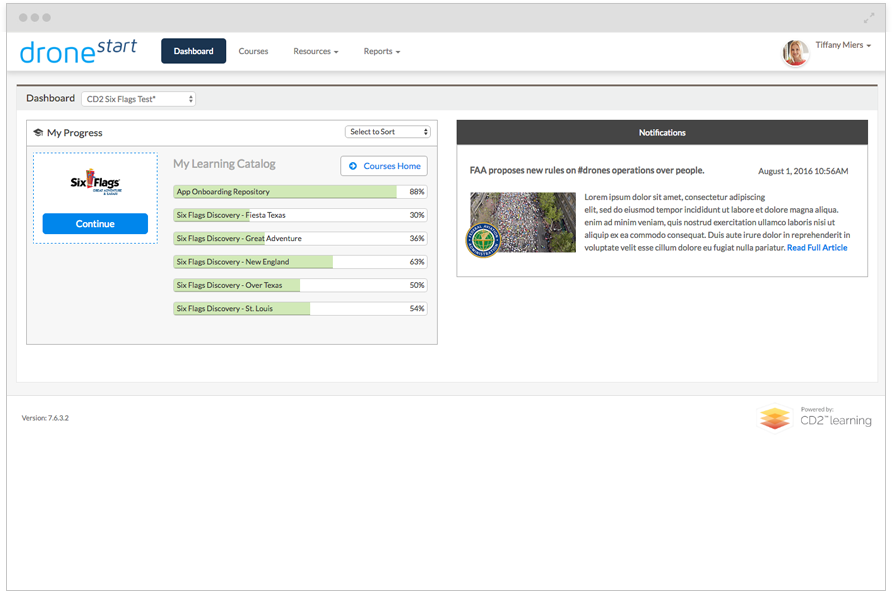 dronestart
Dashboard
Courses
Resources
Reports
Tiffany Miers
Dashboard
CD2 Six Flags Test*
My Progress
Select to Sort
Six Flags
GREAT ADVENTURE
& SAFARI
Continue
My Learning Catalog
Courses Home
App Onboarding Repository 88%
Six Flags Discovery - Fiesta Texas 30%
Six Flags Discovery - Great Adventure 36%
Six Flags Discovery - New England 63%
Six Flags Discovery - Over Texas 50%
Six Flags Discovery - St. Louis 54%
Notifications
FAA proposes new rules on #drones operations over people.
August 1, 2016 10:56AM
FEDERAL AVIATION
ADMINISTRATION
Lorem ipsum dolor sit amet, consectetur adipiscing
elit, sed do eiusmod tempor incididunt ut labore et dolore magna aliqua.
enim ad minim veniam, quis nostrud exercitation ullamco laboris nisi ut
aliquip ex ea commodo consequat. Duis aute irure dolor in reprehenderit in
voluptate velit esse cillum dolore eu fugiat nulla pariatur. Read Full Article
Version: 7.6.3.2
Powered by:
CD2™learning